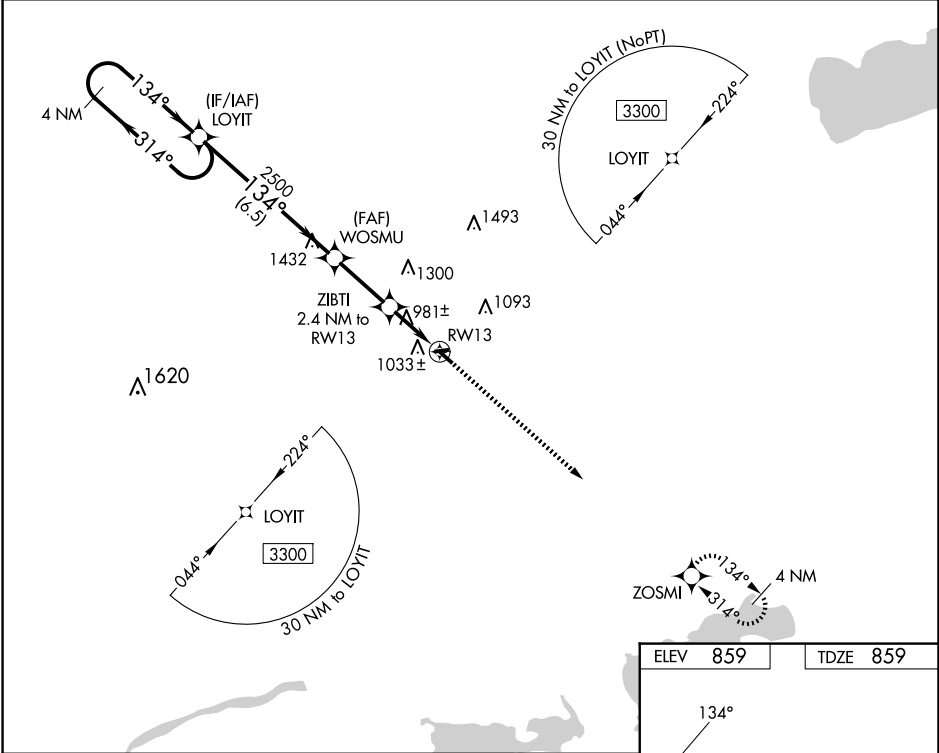 134°
4 NM
314°
(IF/IAF)
LOYIT
2500
134°
(6.5)
(FAF)
WOSMU
1432
1493
1300
ZIBTI
2.4 NM to
RW13
981±
1093
RW13
1033±
1620
30 NM to LOYIT (NoPT)
3300
224°
LOYIT
044°
224°
LOYIT
3300
044°
30 NM to LOYIT
ZOSMI
134°
4 NM
314°
ELEV 859
TDZE 859
134°